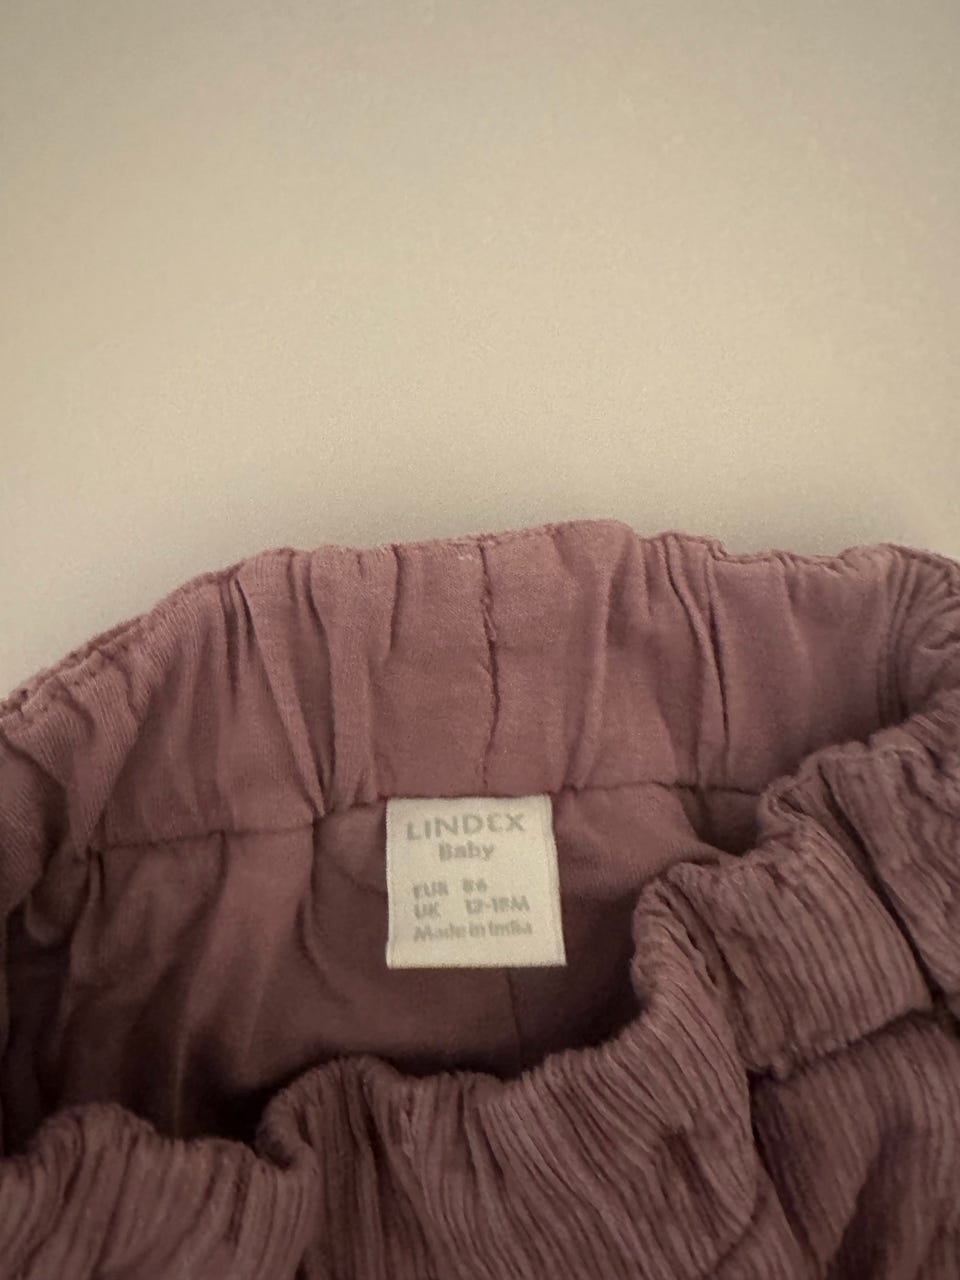 LINDEX
Baby
EUR 86
UK 12-18M
Made in India